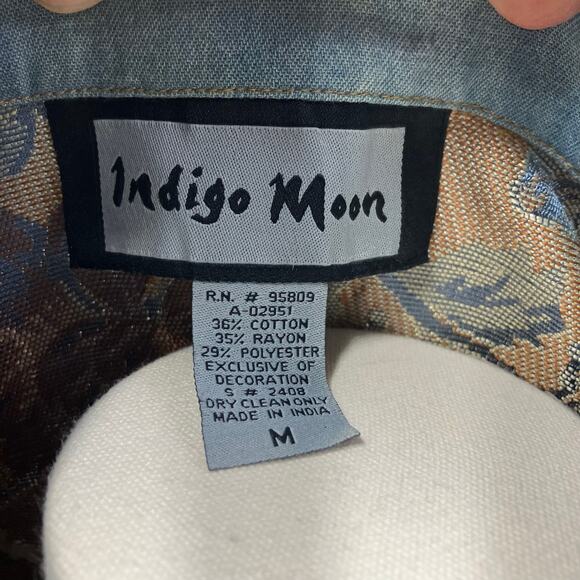 Indigo Moon
R.N. # 95809
A-02951
36% COTTON
35% RAYON
29% POLYESTER
EXCLUSIVE OF
DECORATION
S # 2408
DRY CLEAN ONLY
MADE IN INDIA
M